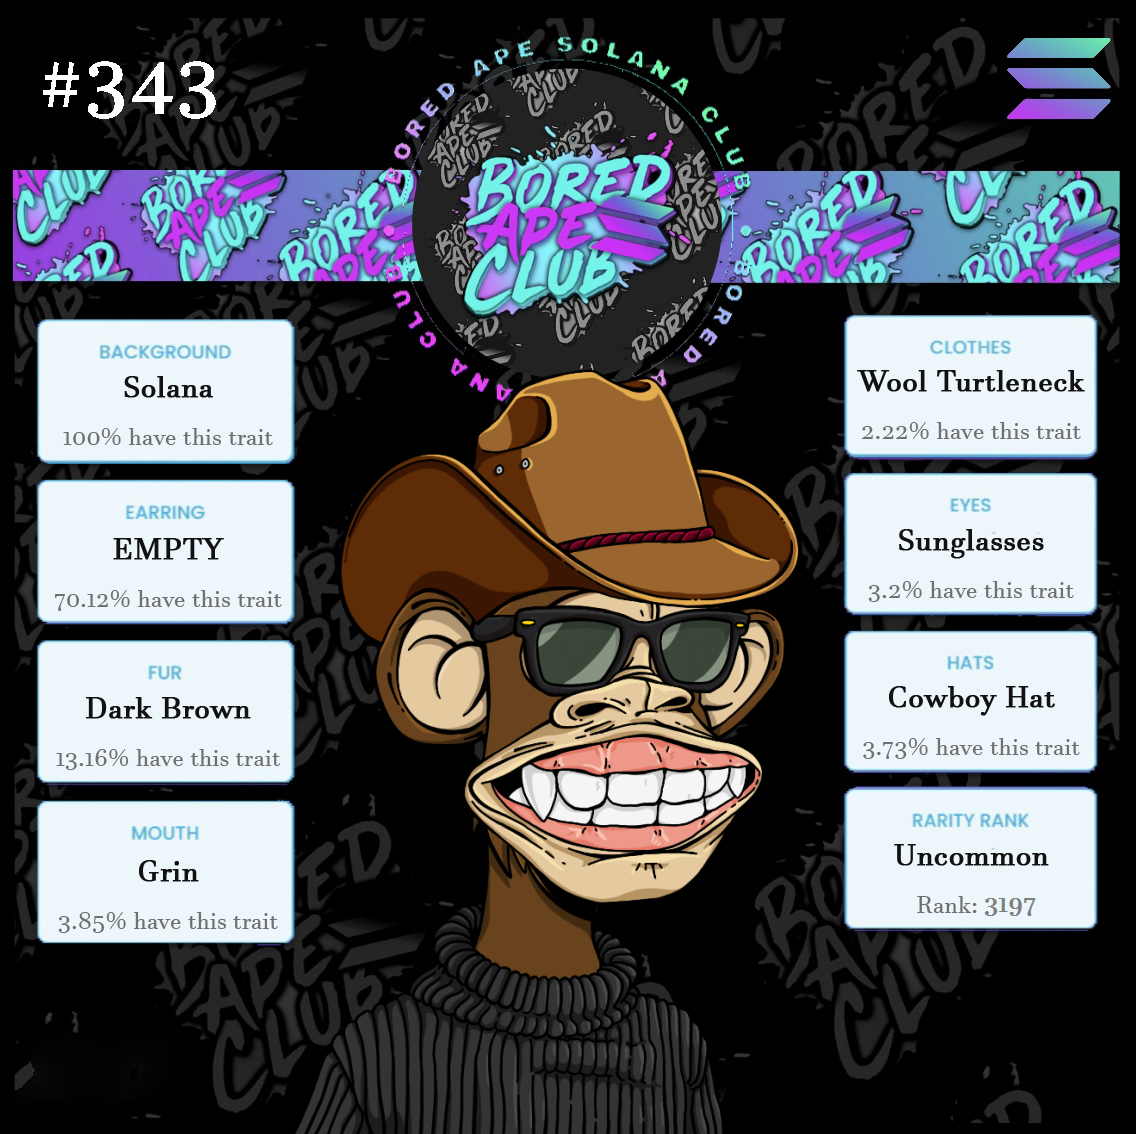 #343
BORED APE SOLANA CLUB
BORED
APE
CLUB
BACKGROUND
Solana
100% have this trait
EARRING
EMPTY
70.12% have this trait
FUR
Dark Brown
13.16% have this trait
MOUTH
Grin
3.85% have this trait
CLOTHES
Wool Turtleneck
2.22% have this trait
EYES
Sunglasses
3.2% have this trait
HATS
Cowboy Hat
3.73% have this trait
RARITY RANK
Uncommon
Rank: 3197